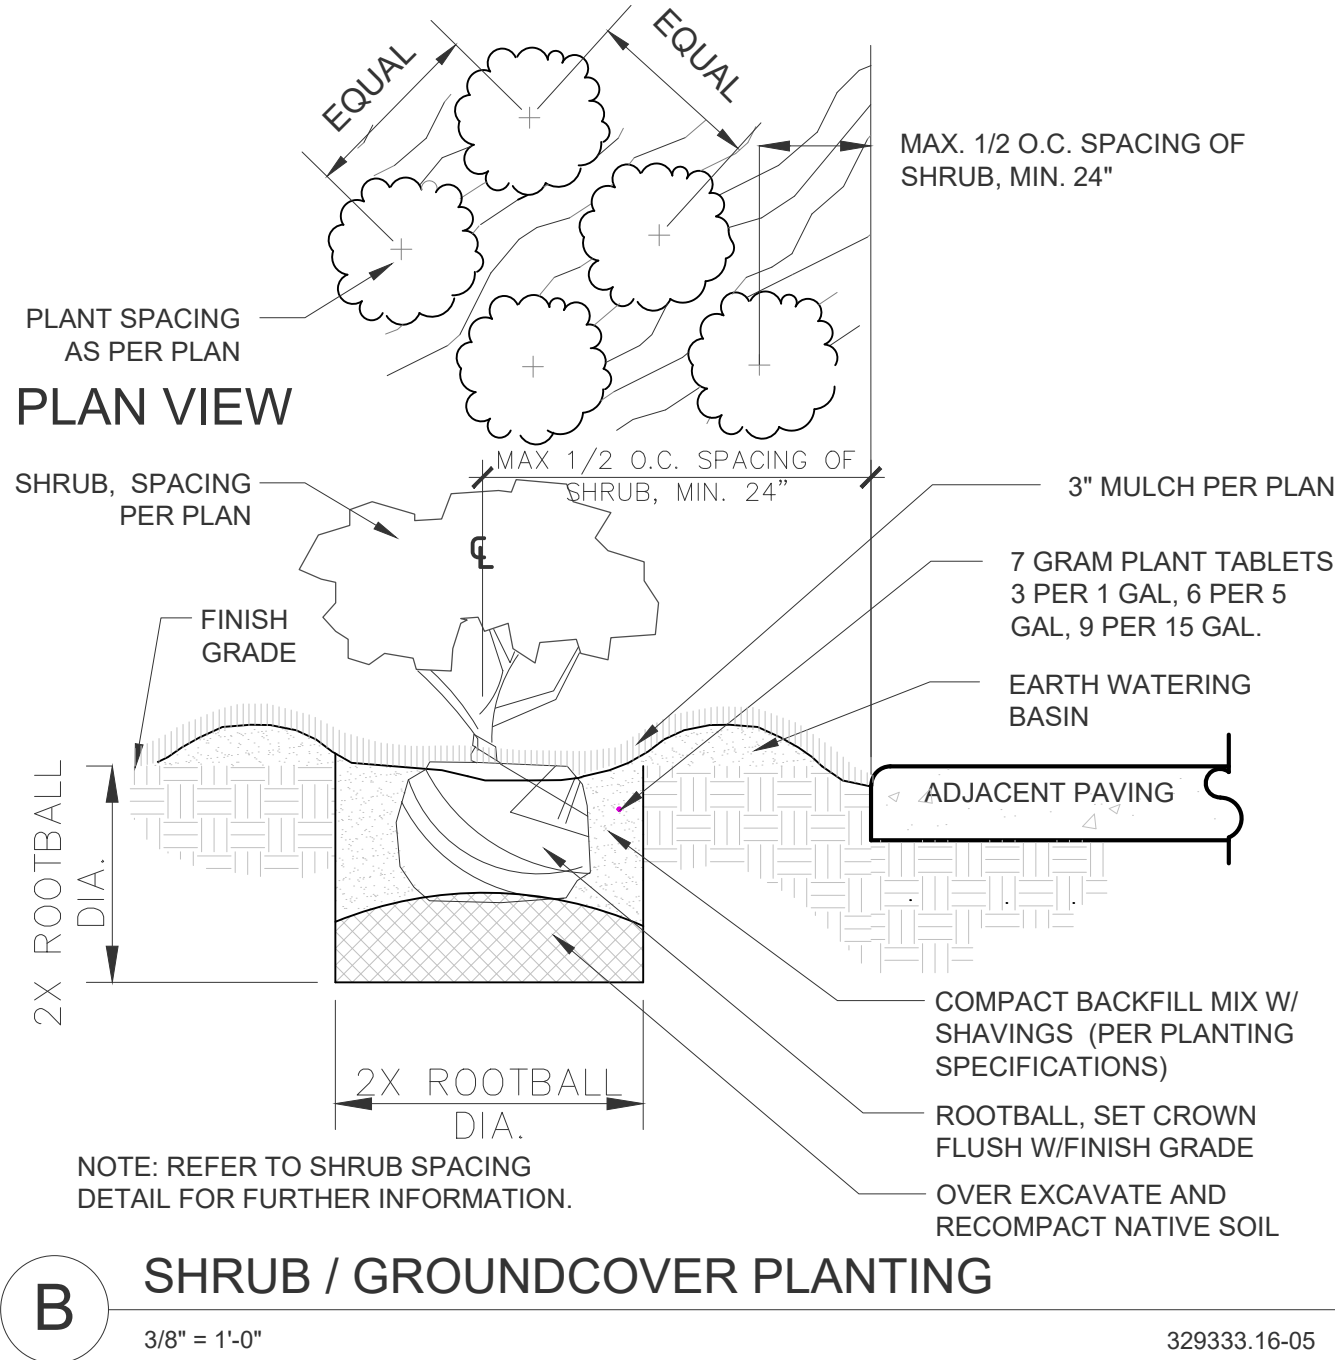 EQUAL
EQUAL
MAX. 1/2 O.C. SPACING OF
SHRUB, MIN. 24"
PLANT SPACING
AS PER PLAN
PLAN VIEW
MAX 1/2 O.C. SPACING OF
SHRUB, MIN. 24"
SHRUB, SPACING
PER PLAN
3" MULCH PER PLAN
℄
7 GRAM PLANT TABLETS
3 PER 1 GAL, 6 PER 5
GAL, 9 PER 15 GAL.
FINISH
GRADE
EARTH WATERING
BASIN
ADJACENT PAVING
2X ROOTBALL
DIA.
COMPACT BACKFILL MIX W/
SHAVINGS (PER PLANTING
SPECIFICATIONS)
2X ROOTBALL
DIA.
ROOTBALL, SET CROWN
FLUSH W/FINISH GRADE
NOTE: REFER TO SHRUB SPACING
DETAIL FOR FURTHER INFORMATION.
OVER EXCAVATE AND
RECOMPACT NATIVE SOIL
B
SHRUB / GROUNDCOVER PLANTING
3/8" = 1'-0"
329333.16-05